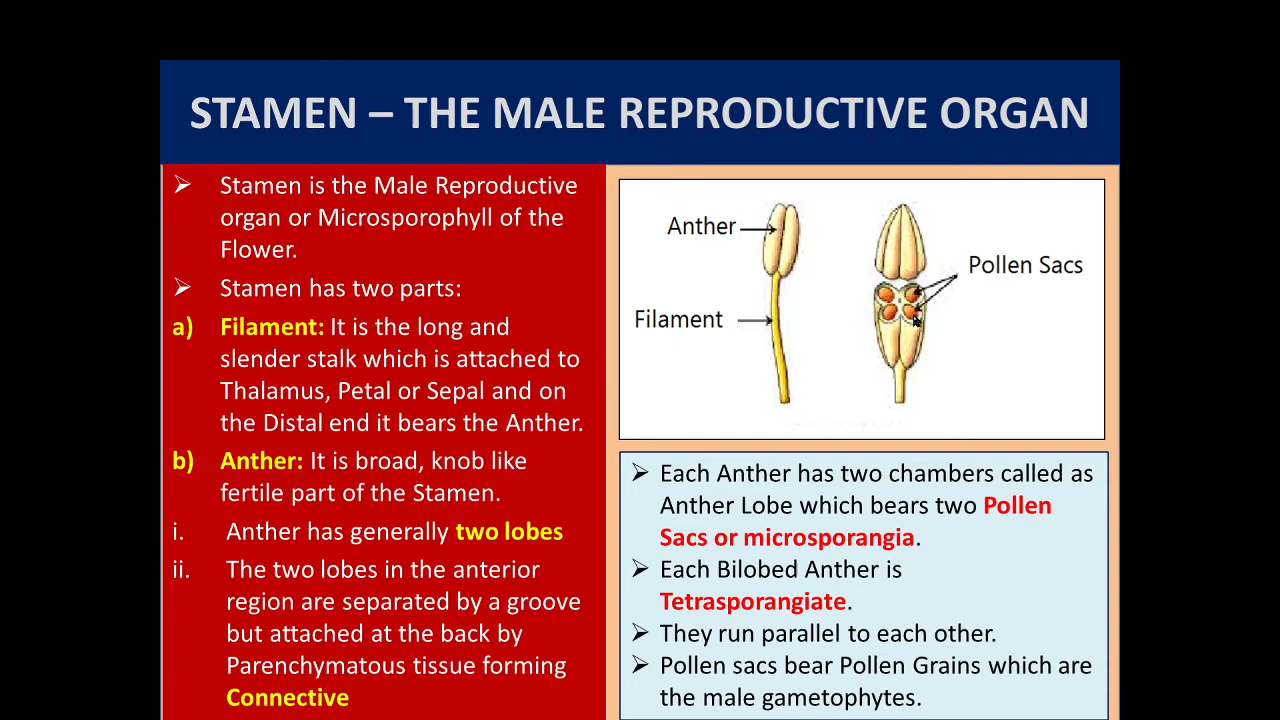 STAMEN – THE MALE REPRODUCTIVE ORGAN
➢ Stamen is the Male Reproductive
organ or Microsporophyll of the
Flower.
➢ Stamen has two parts:
a) Filament: It is the long and
slender stalk which is attached to
Thalamus, Petal or Sepal and on
the Distal end it bears the Anther.
b) Anther: It is broad, knob like
fertile part of the Stamen.
i. Anther has generally two lobes
ii. The two lobes in the anterior
region are separated by a groove
but attached at the back by
Parenchymatous tissue forming
Connective
Anther
Filament
Pollen Sacs
➢ Each Anther has two chambers called as
Anther Lobe which bears two Pollen
Sacs or microsporangia.
➢ Each Bilobed Anther is
Tetrasporangiate.
➢ They run parallel to each other.
➢ Pollen sacs bear Pollen Grains which are
the male gametophytes.